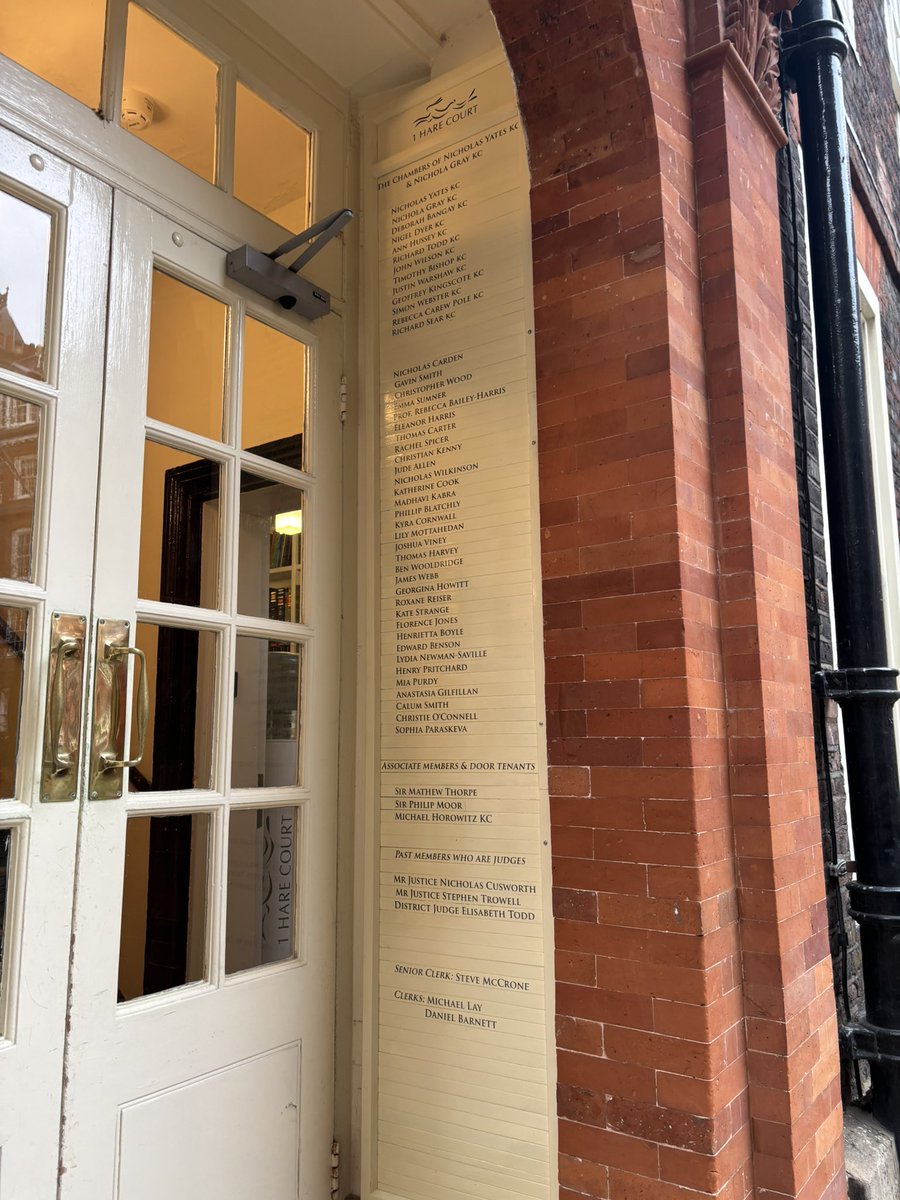 1 HARE COURT
THE CHAMBERS OF NICHOLAS YATES KC
& NICHOLA GRAY KC
NICHOLAS YATES KC
NICHOLA GRAY KC
DEBORAH BANGAY KC
NIGEL DYER KC
ANN HUSSEY KC
RICHARD TODD KC
JOHN WILSON KC
TIMOTHY BISHOP KC
JUSTIN WARSHAW KC
GEOFFREY KINGSCOTE KC
SIMON WEBSTER KC
REBECCA CAREW POLE KC
RICHARD SEAR KC
NICHOLAS CARDEN
GAVIN SMITH
CHRISTOPHER WOOD
EMMA SUMNER
PROF. REBECCA BAILEY-HARRIS
ELEANOR HARRIS
THOMAS CARTER
RACHEL SPICER
CHRISTIAN KENNY
JUDE ALLEN
NICHOLAS WILKINSON
KATHERINE COOK
MADHAVI KABRA
PHILLIP BLATCHLY
KYRA CORNWALL
LILY MOTTAHEDAN
JOSHUA VINEY
THOMAS HARVEY
BEN WOOLDRIDGE
JAMES WEBB
GEORGINA HOWITT
ROXANE REISER
KATE STRANGE
FLORENCE JONES
HENRIETTA BOYLE
EDWARD BENSON
LYDIA NEWMAN-SAVILLE
HENRY PRITCHARD
MIA PURDY
ANASTASIA GILFILLAN
CALUM SMITH
CHRISTIE O'CONNELL
SOPHIA PARASKEVA
ASSOCIATE MEMBERS & DOOR TENANTS
SIR MATHEW THORPE
SIR PHILIP MOOR
MICHAEL HOROWITZ KC
PAST MEMBERS WHO ARE JUDGES
MR JUSTICE NICHOLAS CUSWORTH
MR JUSTICE STEPHEN TROWELL
DISTRICT JUDGE ELISABETH TODD
SENIOR CLERK: STEVE MCCRONE
CLERKS: MICHAEL LAY
DANIEL BARNETT
1 HARE COURT